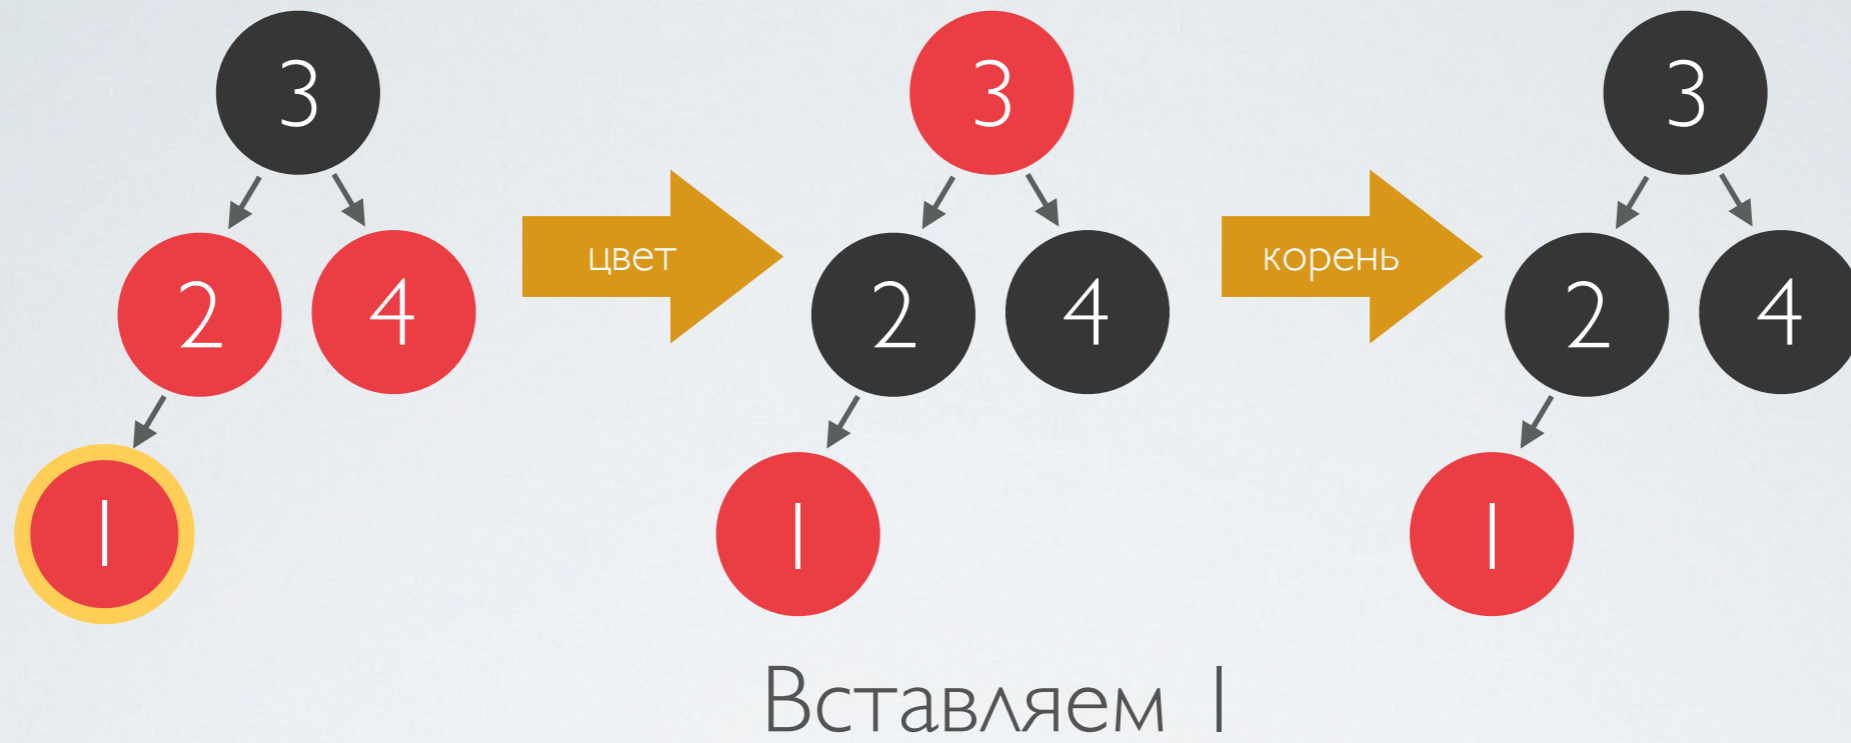 3 3 3
2 4 цвет 2 4 корень 2 4
1 1 1
Вставляем 1